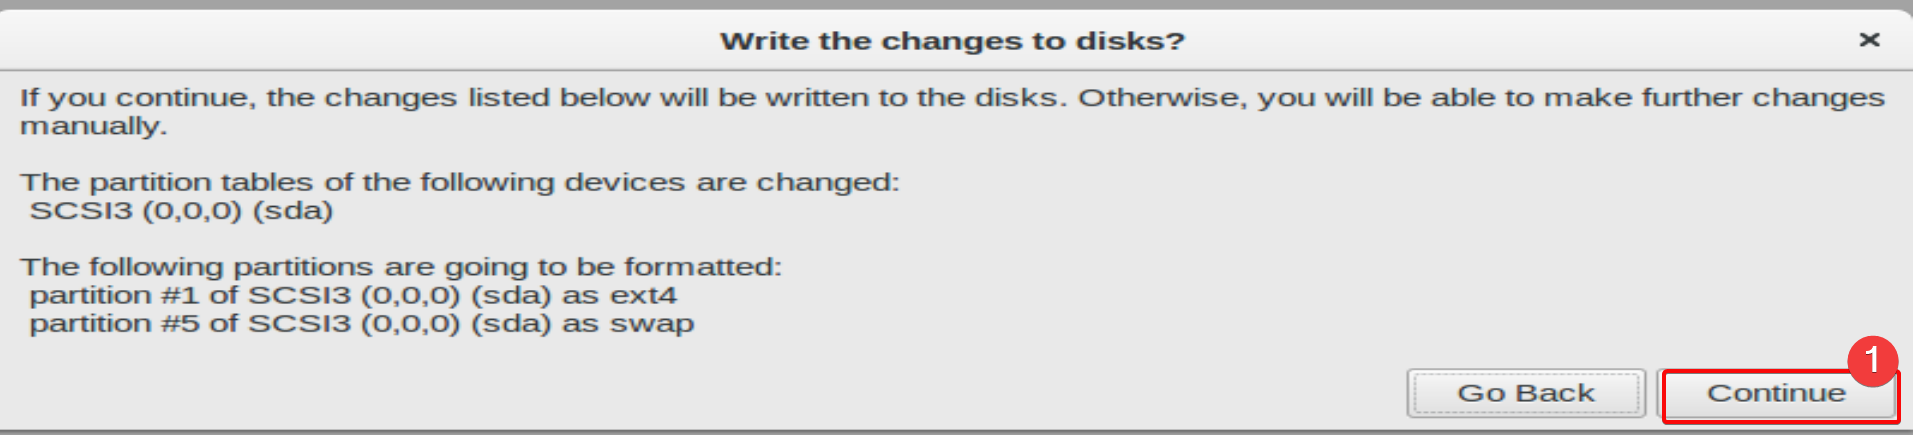 Write the changes to disks?
If you continue, the changes listed below will be written to the disks. Otherwise, you will be able to make further changes
manually.
The partition tables of the following devices are changed:
SCSI3 (0,0,0) (sda)
The following partitions are going to be formatted:
partition #1 of SCSI3 (0,0,0) (sda) as ext4
partition #5 of SCSI3 (0,0,0) (sda) as swap
1
Go Back Continue